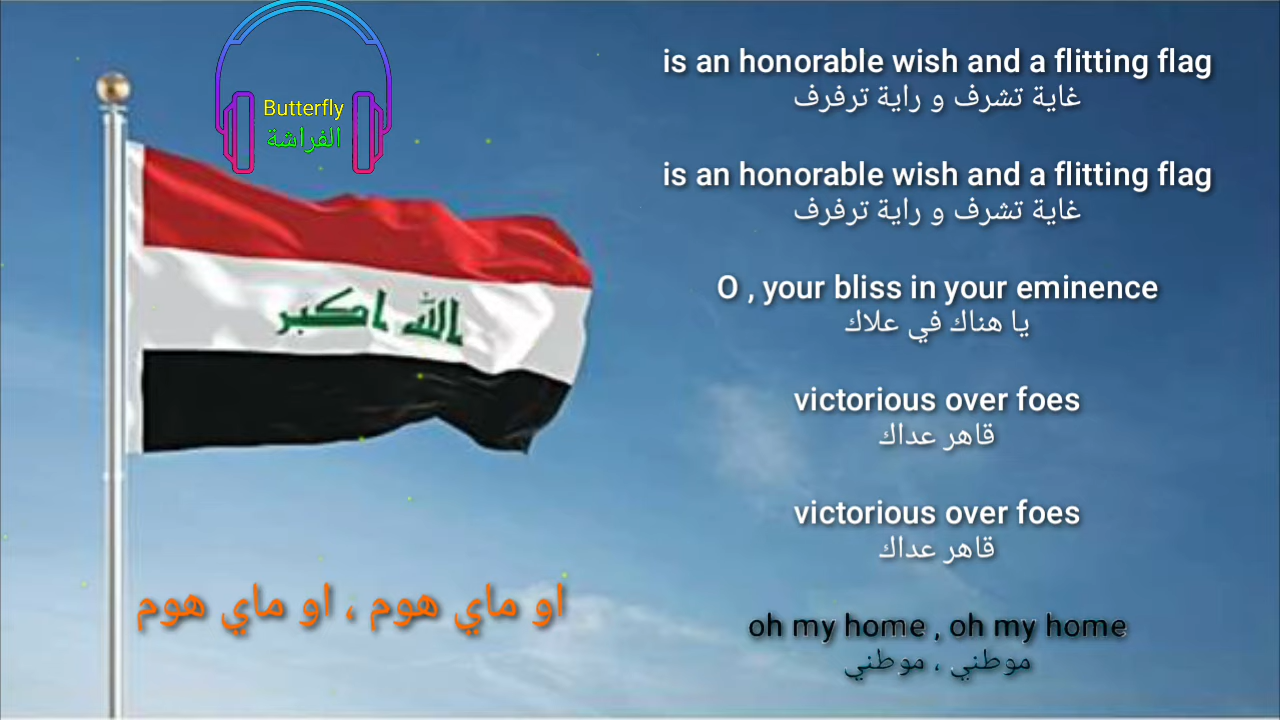 Butterfly
الفراشة
الله اكبر
is an honorable wish and a flitting flag
غاية تشرف و راية ترفرف
is an honorable wish and a flitting flag
غاية تشرف و راية ترفرف
O , your bliss in your eminence
يا هناك في علاك
victorious over foes
قاهر عداك
victorious over foes
قاهر عداك
oh my home , oh my home
موطني ، موطني
او ماي هوم ، او ماي هوم